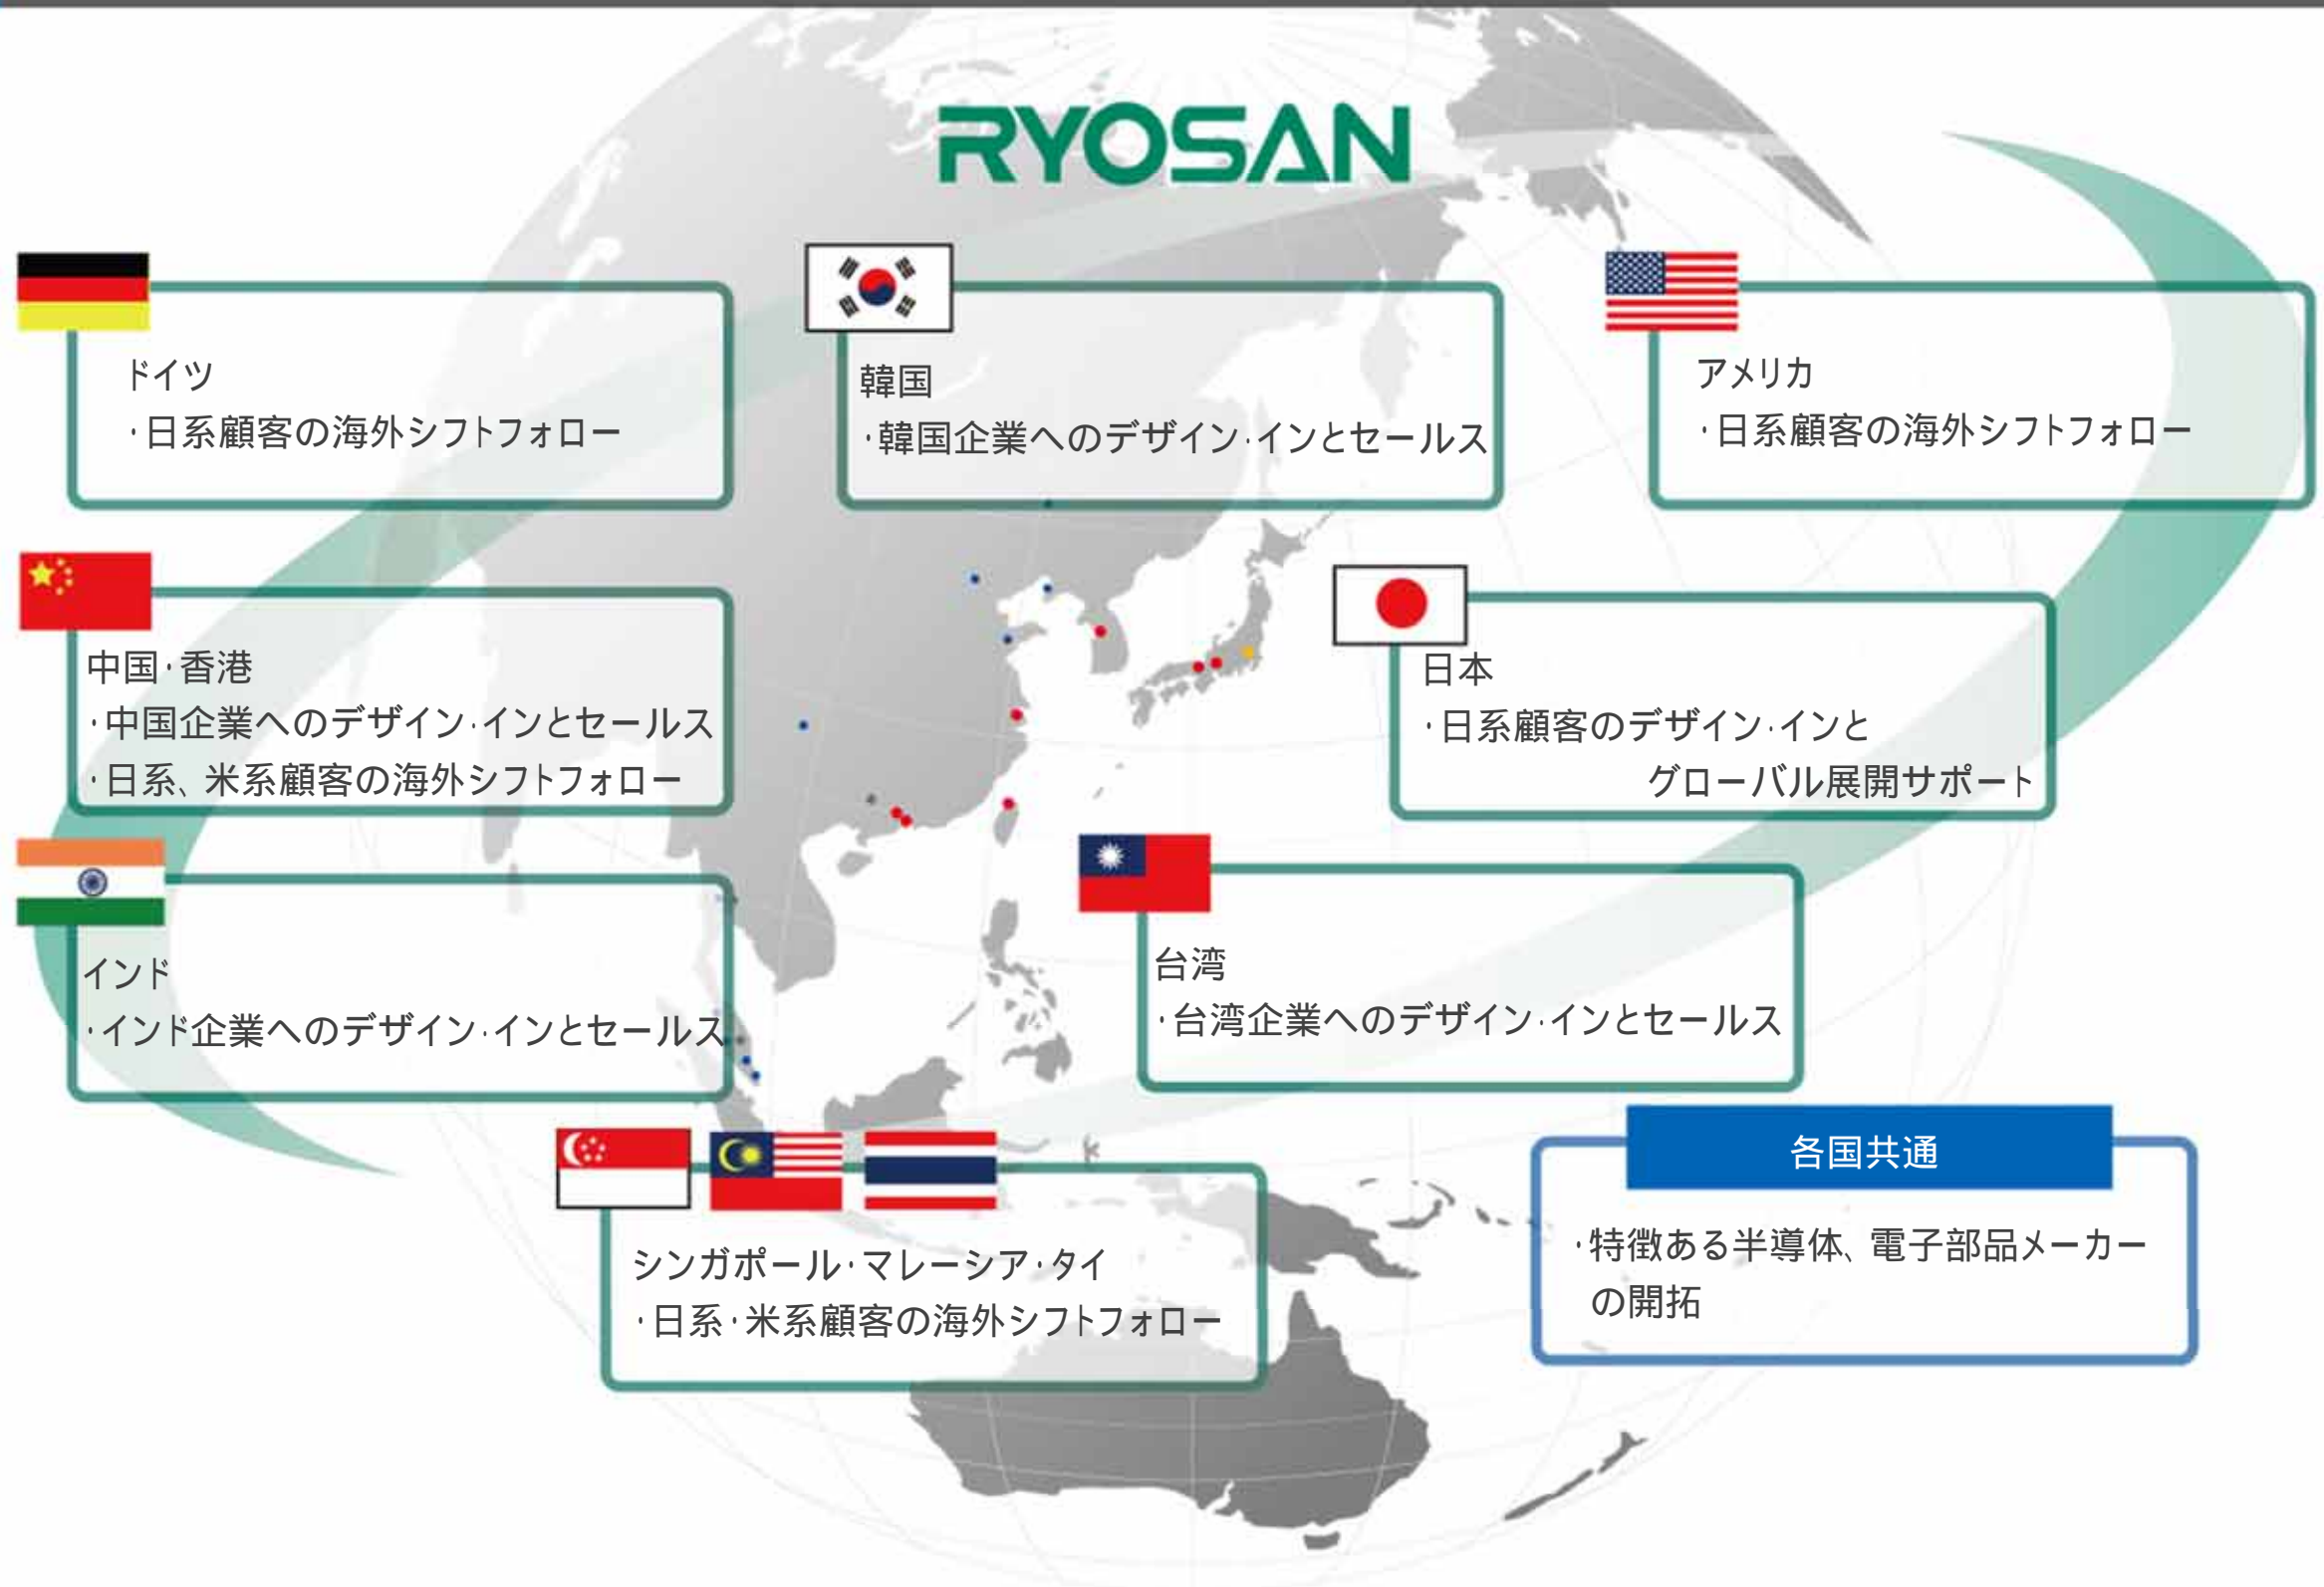 RYOSAN
ドイツ
・日系顧客の海外シフトフォロー
韓国
・韓国企業へのデザイン・インとセールス
アメリカ
・日系顧客の海外シフトフォロー
中国・香港
・中国企業へのデザイン・インとセールス
・日系、米系顧客の海外シフトフォロー
日本
・日系顧客のデザイン・インと
グローバル展開サポート
インド
・インド企業へのデザイン・インとセールス
台湾
・台湾企業へのデザイン・インとセールス
シンガポール・マレーシア・タイ
・日系・米系顧客の海外シフトフォロー
各国共通
・特徴ある半導体、電子部品メーカー
の開拓